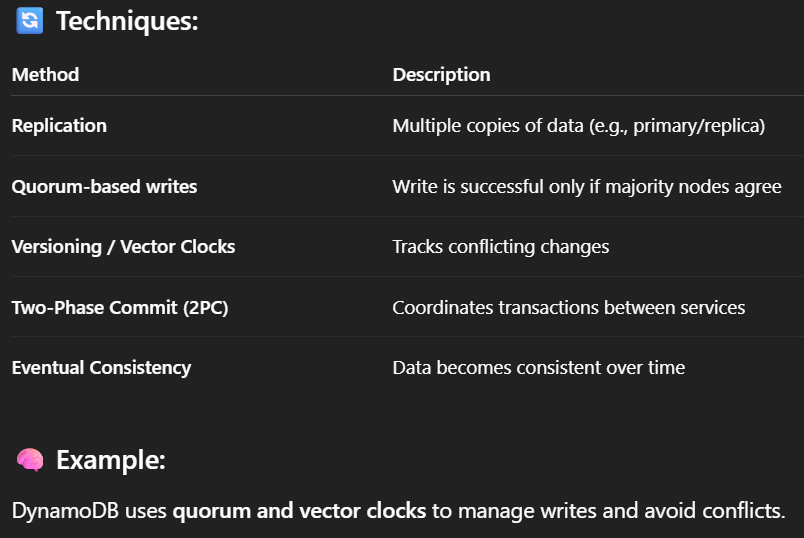 Techniques:
Method Description
Replication Multiple copies of data (e.g., primary/replica)
Quorum-based writes Write is successful only if majority nodes agree
Versioning / Vector Clocks Tracks conflicting changes
Two-Phase Commit (2PC) Coordinates transactions between services
Eventual Consistency Data becomes consistent over time
Example:
DynamoDB uses quorum and vector clocks to manage writes and avoid conflicts.